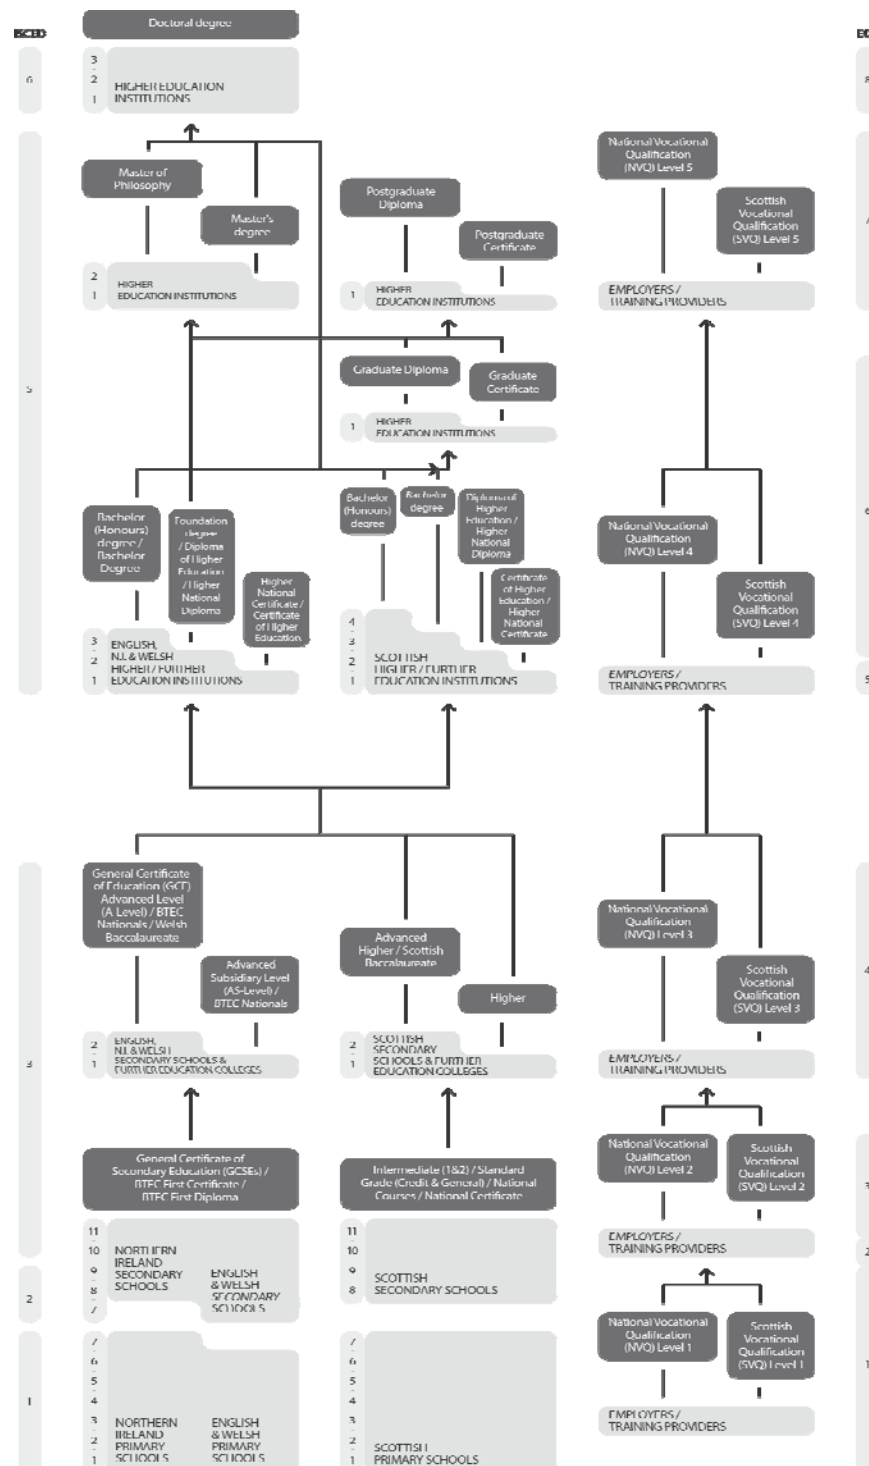 ISCED
Doctoral degree
6
3
2
1
HIGHER EDUCATION
INSTITUTIONS
5
Master of
Philosophy
Master's
degree
2
1
HIGHER
EDUCATION INSTITUTIONS
Postgraduate
Diploma
Postgraduate
Certificate
1
HIGHER
EDUCATION INSTITUTIONS
Graduate Diploma
Graduate
Certificate
1
HIGHER
EDUCATION INSTITUTIONS
Bachelor
(Honours)
degree /
Bachelor
Degree
Foundation
degree
/ Diploma
of Higher
Education
/ Higher
National
Diploma
Higher
National
Certificate /
Certificate
of Higher
Education
3
2
1
ENGLISH,
N.I. & WELSH
HIGHER / FURTHER
EDUCATION INSTITUTIONS
Bachelor
(Honours)
degree
Bachelor
degree
Diploma of
Higher
Education /
Higher
National
Diploma
Certificate
of Higher
Education /
Higher
National
Certificate
4
3
2
1
SCOTTISH
HIGHER / FURTHER
EDUCATION INSTITUTIONS
3
General Certificate
of Education (GCE)
Advanced Level
(A Level) / BTEC
Nationals / Welsh
Baccalaureate
Advanced
Subsidiary Level
(AS-Level) /
BTEC Nationals
2
1
ENGLISH,
N.I. & WELSH
SECONDARY SCHOOLS &
FURTHER EDUCATION COLLEGES
Advanced
Higher / Scottish
Baccalaureate
Higher
2
1
SCOTTISH
SECONDARY
SCHOOLS & FURTHER
EDUCATION COLLEGES
General Certificate of
Secondary Education (GCSEs) /
BTEC First Certificate /
BTEC First Diploma
11
10
9
8
7
NORTHERN
IRELAND
SECONDARY
SCHOOLS
ENGLISH
& WELSH
SECONDARY
SCHOOLS
Intermediate (1&2) / Standard
Grade (Credit & General) / National
Courses / National Certificate
11
10
9
8
SCOTTISH
SECONDARY SCHOOLS
2
1
7
6
5
4
3
2
1
NORTHERN
IRELAND
PRIMARY
SCHOOLS
ENGLISH
& WELSH
PRIMARY
SCHOOLS
7
6
5
4
3
2
1
SCOTTISH
PRIMARY SCHOOLS
National Vocational
Qualification
(NVQ) Level 5
Scottish
Vocational
Qualification
(SVQ) Level 5
EMPLOYERS /
TRAINING PROVIDERS
National Vocational
Qualification
(NVQ) Level 4
Scottish
Vocational
Qualification
(SVQ) Level 4
EMPLOYERS /
TRAINING PROVIDERS
National Vocational
Qualification
(NVQ) Level 3
Scottish
Vocational
Qualification
(SVQ) Level 3
EMPLOYERS /
TRAINING PROVIDERS
National Vocational
Qualification
(NVQ) Level 2
Scottish
Vocational
Qualification
(SVQ) Level 2
EMPLOYERS /
TRAINING PROVIDERS
National Vocational
Qualification
(NVQ) Level 1
Scottish
Vocational
Qualification
(SVQ) Level 1
EMPLOYERS /
TRAINING PROVIDERS